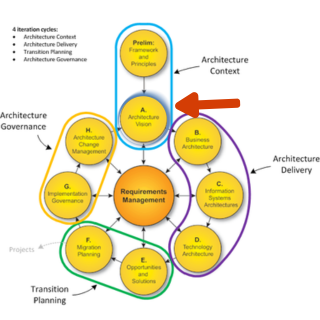 4 iteration cycles:
• Architecture Context
• Architecture Delivery
• Transition Planning
• Architecture Governance
Prelim:
Framework
and
Principles
Architecture
Context
A.
Architecture
Vision
Architecture
Governance
H.
Architecture
Change
Management
B.
Business
Architecture
Architecture
Delivery
G.
Implementation
Governance
Requirements
Management
C.
Information
Systems
Architectures
Projects
F.
Migration
Planning
D.
Technology
Architecture
E.
Opportunities
and
Solutions
Transition
Planning